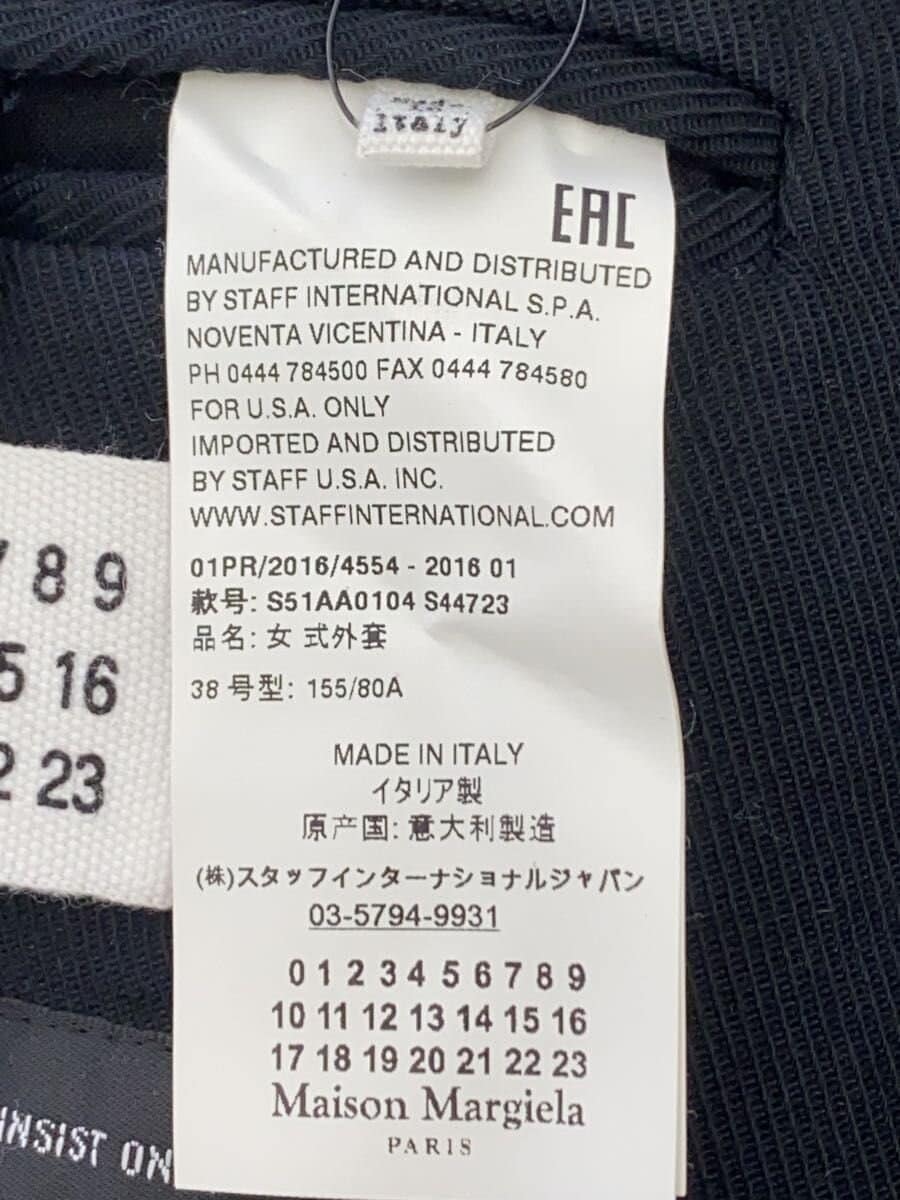 italy
EAC
MANUFACTURED AND DISTRIBUTED
BY STAFF INTERNATIONAL S.P.A.
NOVENTA VICENTINA - ITALY
PH 0444 784500 FAX 0444 784580
FOR U.S.A. ONLY
IMPORTED AND DISTRIBUTED
BY STAFF U.S.A. INC.
WWW.STAFFINTERNATIONAL.COM
01PR/2016/4554 - 2016 01
款号: S51AA0104 S44723
品名: 女 式外套
38 号型: 155/80A
MADE IN ITALY
イタリア製
原产国: 意大利製造
(株)スタッフインターナショナルジャパン
03-5794-9931
0 1 2 3 4 5 6 7 8 9
10 11 12 13 14 15 16
17 18 19 20 21 22 23
Maison Margiela
PARIS
8 9
16
23
INSIST ON